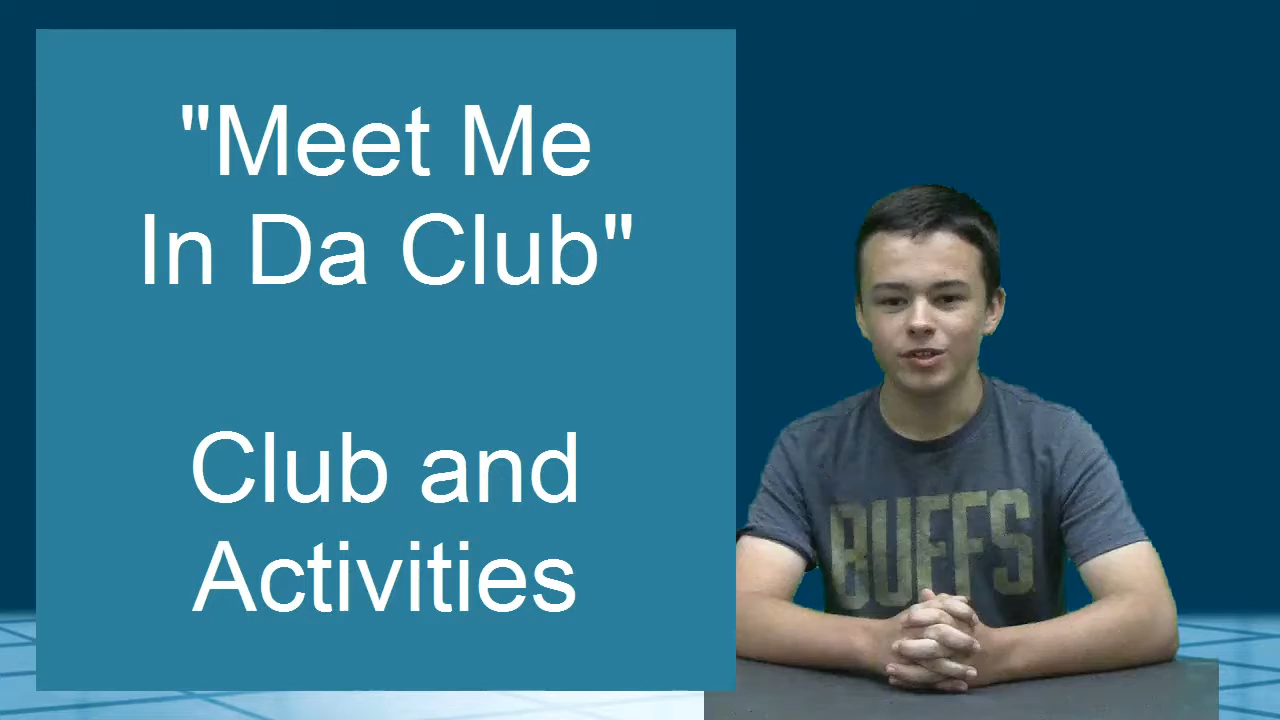 "Meet Me
In Da Club"
Club and
Activities
BUFFS